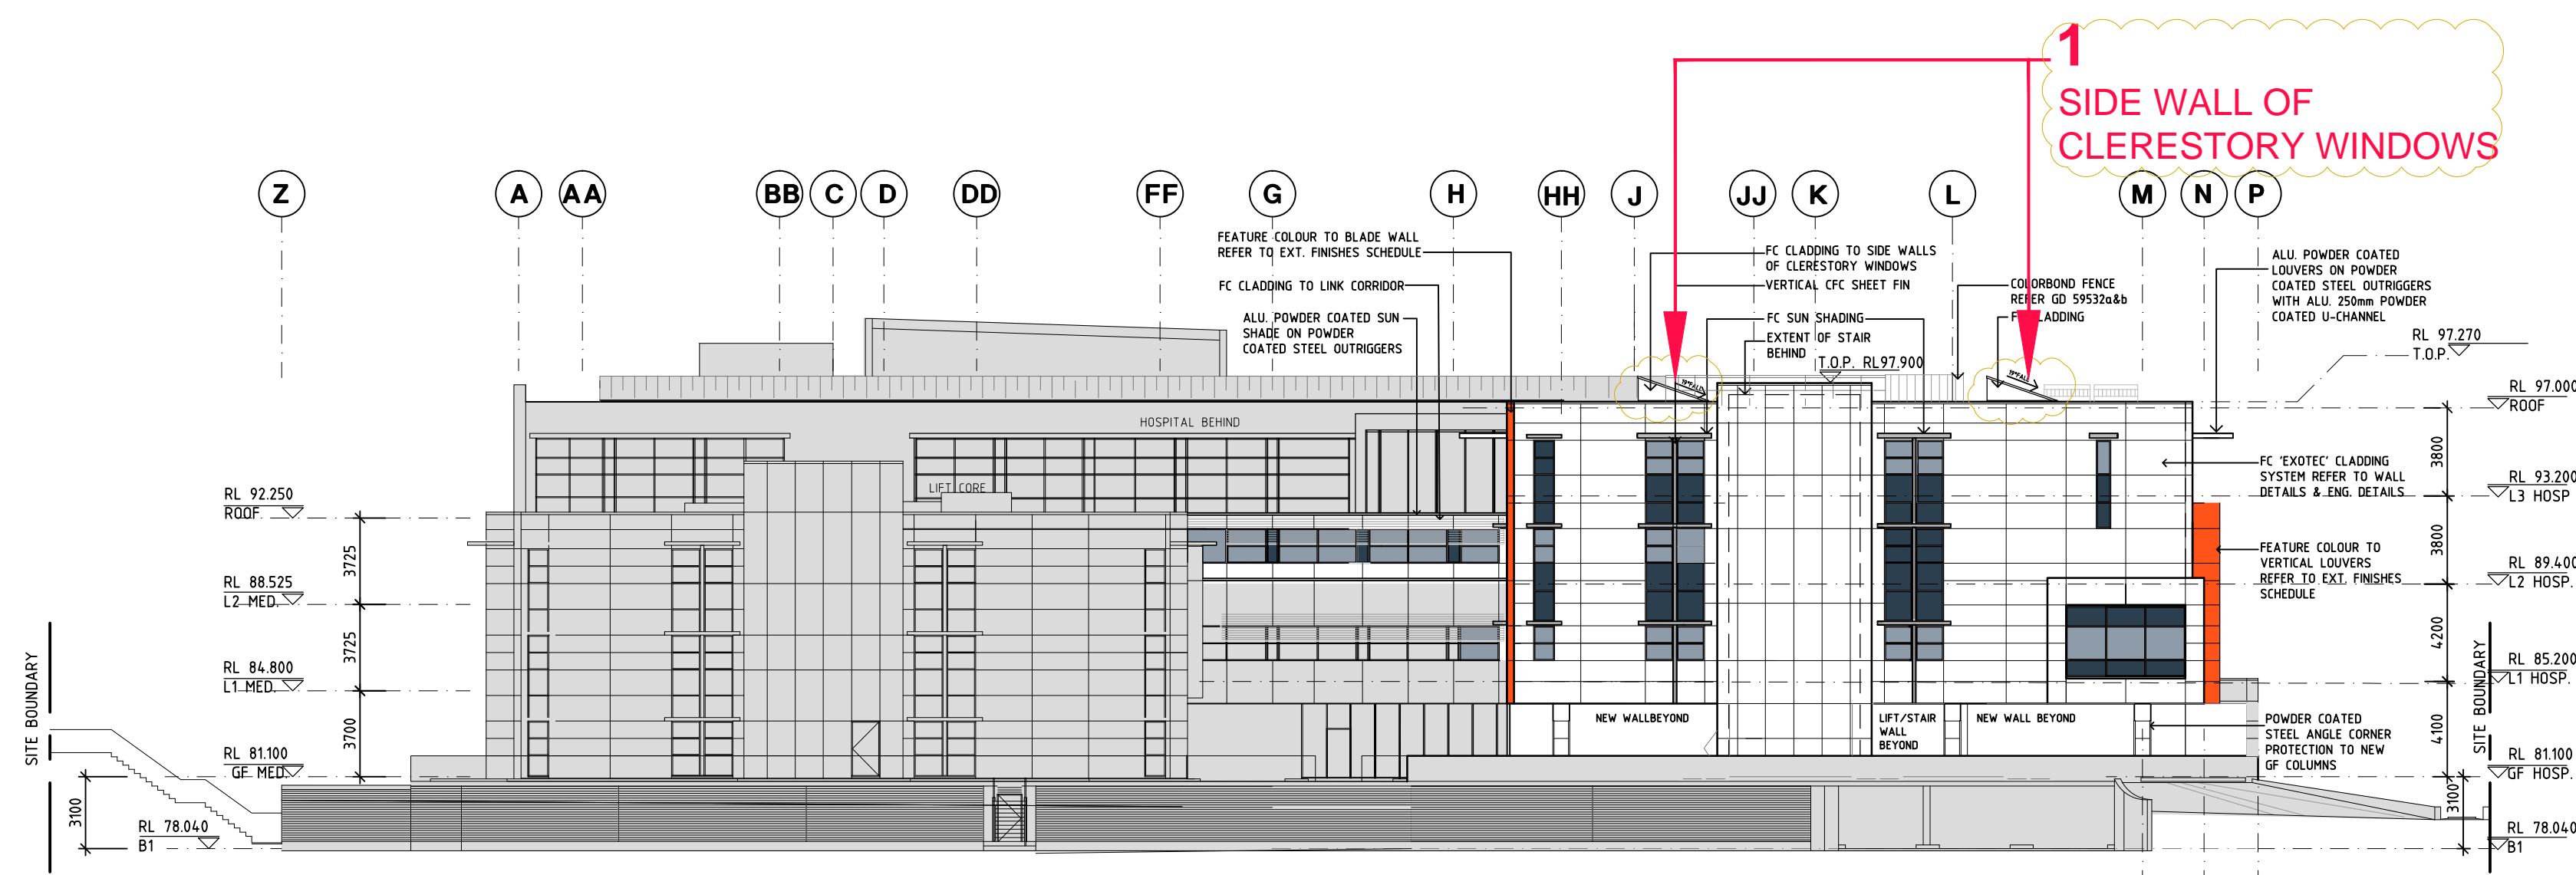 1
SIDE WALL OF
CLERESTORY WINDOWS
Z
A
AA
BB
C
D
DD
FF
G
H
HH
J
JJ
K
L
M
N
P
FEATURE COLOUR TO BLADE WALL
REFER TO EXT. FINISHES SCHEDULE
FC CLADDING TO LINK CORRIDOR
ALU. POWDER COATED SUN
SHADE ON POWDER
COATED STEEL OUTRIGGERS
FC CLADDING TO SIDE WALLS
OF CLERESTORY WINDOWS
VERTICAL CFC SHEET FIN
FC SUN SHADING
EXTENT OF STAIR
BEHIND
T.O.P. RL97.900
COLORBOND FENCE
REFER GD 59532a&b
CLADDING
ALU. POWDER COATED
LOUVERS ON POWDER
COATED STEEL OUTRIGGERS
WITH ALU. 250mm POWDER
COATED U-CHANNEL
RL 97.270
T.O.P.
19°FALL
19°FALL
RL 97.000
ROOF
HOSPITAL BEHIND
LIFT CORE
3800
FC 'EXOTEC' CLADDING
SYSTEM REFER TO WALL
DETAILS & ENG. DETAILS
RL 93.200
L3 HOSP
RL 92.250
ROOF
3725
3800
FEATURE COLOUR TO
VERTICAL LOUVERS
REFER TO EXT. FINISHES
SCHEDULE
RL 89.400
L2 HOSP.
RL 88.525
L2 MED.
3725
4200
RL 85.200
L1 HOSP.
RL 84.800
L1 MED.
SITE BOUNDARY
SITE BOUNDARY
3700
NEW WALLBEYOND
LIFT/STAIR
WALL
BEYOND
NEW WALL BEYOND
POWDER COATED
STEEL ANGLE CORNER
PROTECTION TO NEW
GF COLUMNS
4100
RL 81.100
GF MED.
RL 81.100
GF HOSP.
3100
3100
RL 78.040
B1
RL 78.040
B1